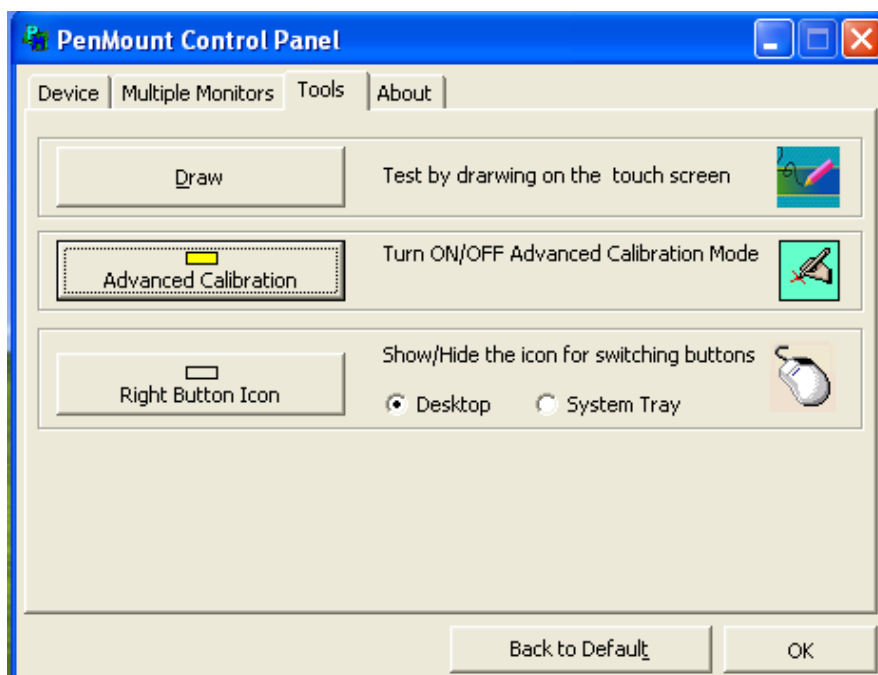 PenMount Control Panel
Device Multiple Monitors Tools About
Draw Test by drarwing on the touch screen
Advanced Calibration Turn ON/OFF Advanced Calibration Mode
Right Button Icon Show/Hide the icon for switching buttons
Desktop System Tray
Back to Default OK